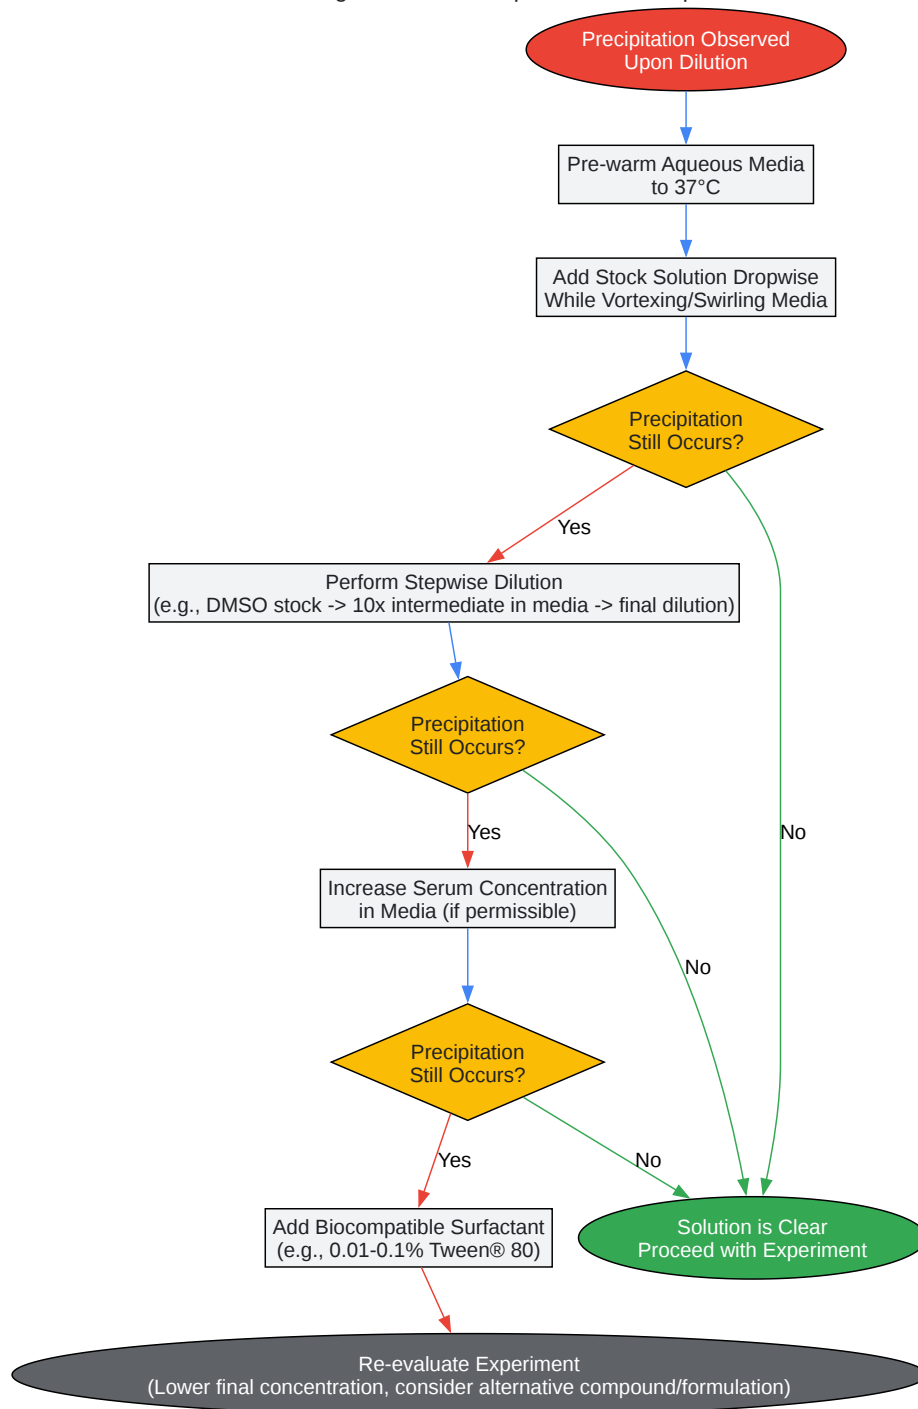 Precipitation Observed
Upon Dilution
Pre-warm Aqueous Media
to 37°C
Add Stock Solution Dropwise
While Vortexing/Swirling Media
Precipitation
Still Occurs?
Yes
Perform Stepwise Dilution
(e.g., DMSO stock -> 10x intermediate in media -> final dilution)
Precipitation
Still Occurs?
Yes
No
Increase Serum Concentration
in Media (if permissible)
No
Precipitation
Still Occurs?
Yes
No
Add Biocompatible Surfactant
(e.g., 0.01-0.1% Tween® 80)
Solution is Clear
Proceed with Experiment
Re-evaluate Experiment
(Lower final concentration, consider alternative compound/formulation)